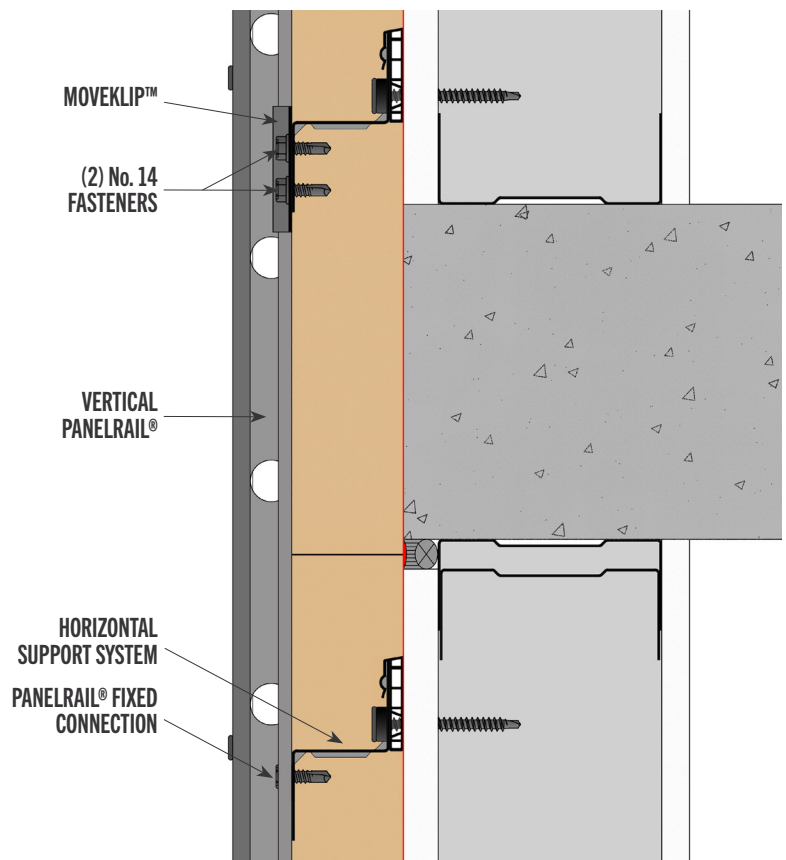 MOVEKLIP™
(2) No. 14
FASTENERS
VERTICAL
PANELRAIL®
HORIZONTAL
SUPPORT SYSTEM
PANELRAIL® FIXED
CONNECTION